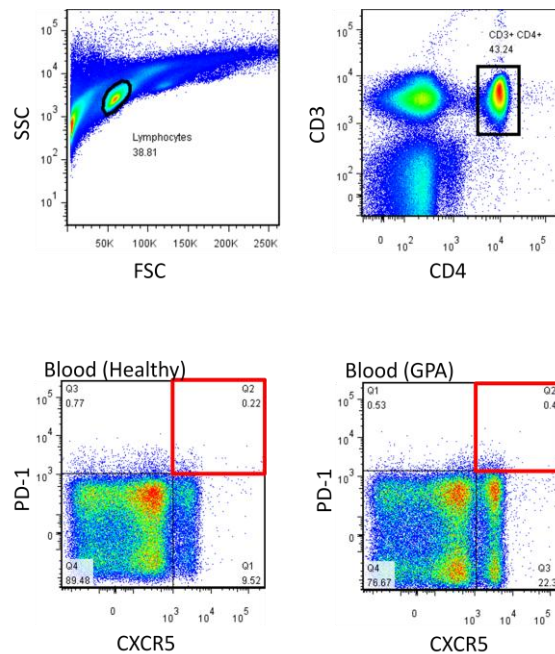 SSC
10^5
10^4
10^3
10^2
10^1
Lymphocytes
38.81
50K 100K 150K 200K 250K
FSC
CD3
10^5
10^4
10^3
10^2
0
CD3+ CD4+
43.24
0 10^2 10^3 10^4 10^5
CD4
Blood (Healthy)
PD-1
10^5
10^4
10^3
0
Q3
0.77
Q2
0.22
Q4
89.48
Q1
9.52
0 10^3 10^4 10^5
CXCR5
Blood (GPA)
PD-1
10^5
10^4
10^3
0
Q1
0.53
Q2
0.4
Q4
76.67
Q3
22.3
0 10^3 10^4 10^5
CXCR5